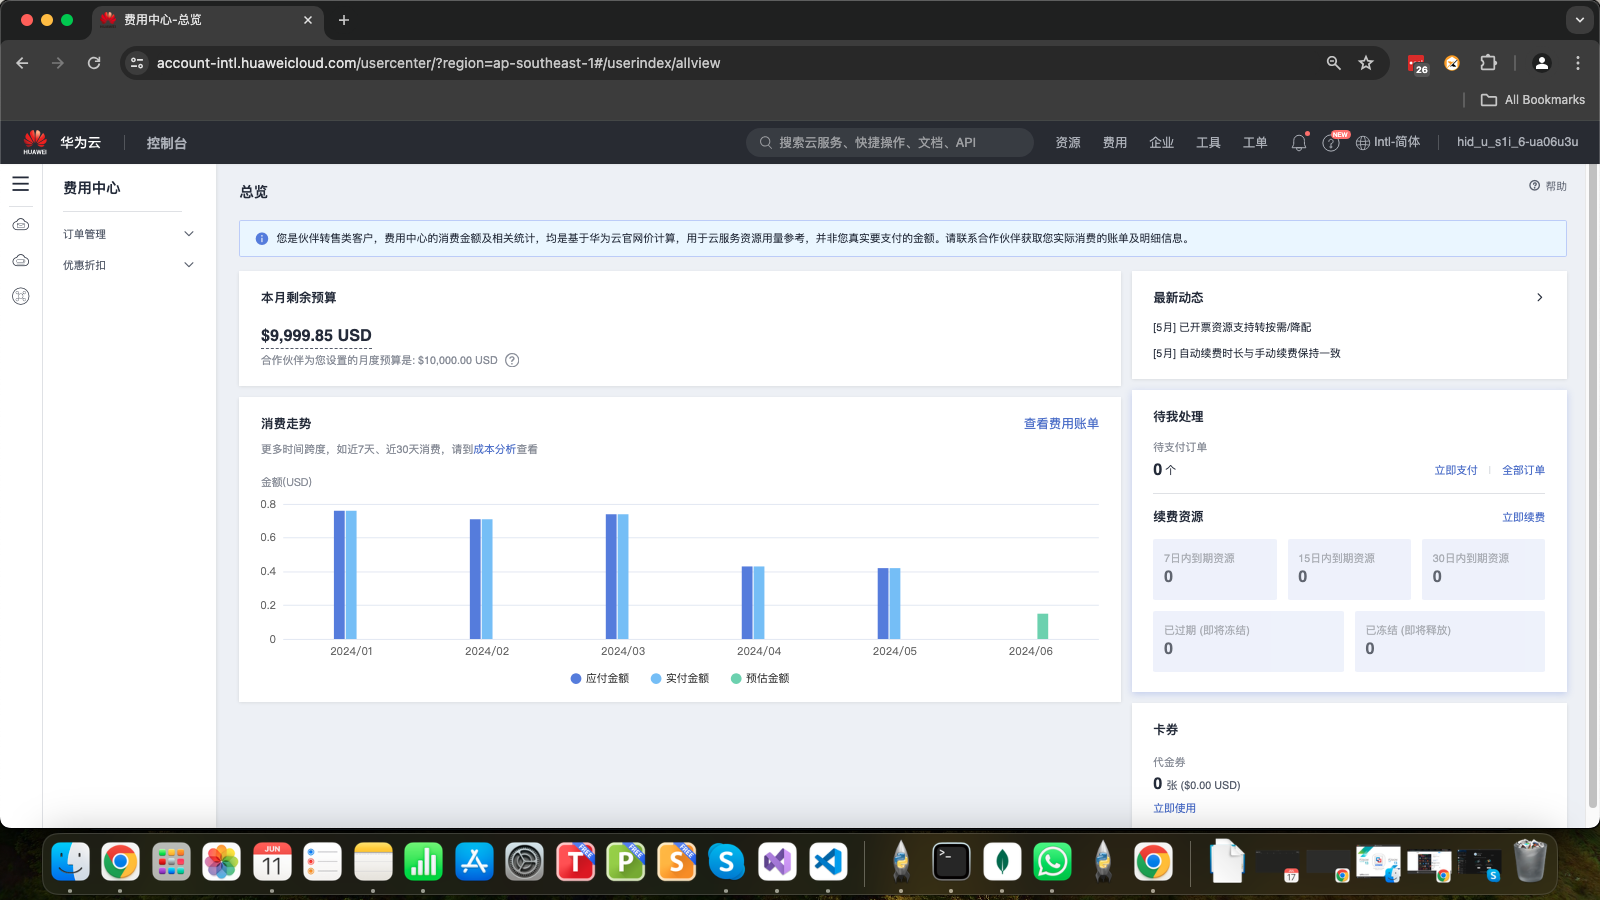 费用中心-总览
account-intl.huaweicloud.com/usercenter/?region=ap-southeast-1#/userindex/allview
26
All Bookmarks
HUAWEI
华为云
控制台
搜索云服务、快捷操作、文档、API
资源
费用
企业
工具
工单
NEW
Intl-简体
hid_u_s1i_6-ua06u3u
费用中心
订单管理
优惠折扣
总览
帮助
您是伙伴转售类客户，费用中心的消费金额及相关统计，均是基于华为云官网价计算，用于云服务资源用量参考，并非您真实要支付的金额。请联系合作伙伴获取您实际消费的账单及明细信息。
本月剩余预算
$9,999.85 USD
合作伙伴为您设置的月度预算是: $10,000.00 USD
最新动态
[5月] 已开票资源支持转按需/降配
[5月] 自动续费时长与手动续费保持一致
消费走势
查看费用账单
更多时间跨度，如近7天、近30天消费，请到成本分析查看
金额(USD)
0.8
0.6
0.4
0.2
0
2024/01
2024/02
2024/03
2024/04
2024/05
2024/06
应付金额
实付金额
预估金额
待我处理
待支付订单
0 个
立即支付
全部订单
续费资源
立即续费
7日内到期资源
0
15日内到期资源
0
30日内到期资源
0
已过期 (即将冻结)
0
已冻结 (即将释放)
0
卡券
代金券
0 张 ($0.00 USD)
立即使用
JUN
11
T
FREE
P
FREE
S
FREE
S
17
S